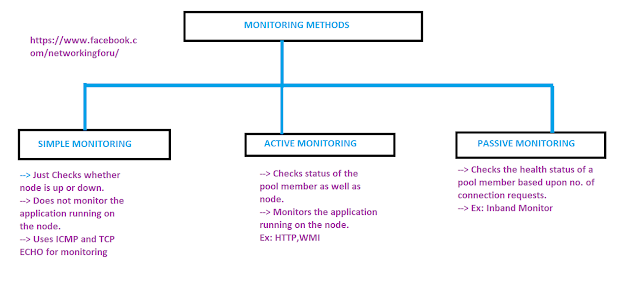 MONITORING METHODS
https://www.facebook.c
om/networkingforu/
SIMPLE MONITORING
--> Just Checks whether
node is up or down.
--> Does not monitor the
application running on
the node.
--> Uses ICMP and TCP
ECHO for monitoring
ACTIVE MONITORING
--> Checks status of the
pool member as well as
node.
--> Monitors the application
running on the node.
Ex: HTTP,WMI
PASSIVE MONITORING
--> Checks the health status of a
pool member based upon no. of
connection requests.
--> Ex: Inband Monitor